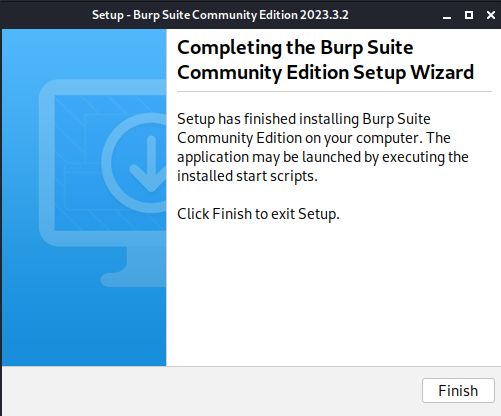 Setup - Burp Suite Community Edition 2023.3.2
Completing the Burp Suite
Community Edition Setup Wizard
Setup has finished installing Burp Suite
Community Edition on your computer. The
application may be launched by executing the
installed start scripts.
Click Finish to exit Setup.
Finish